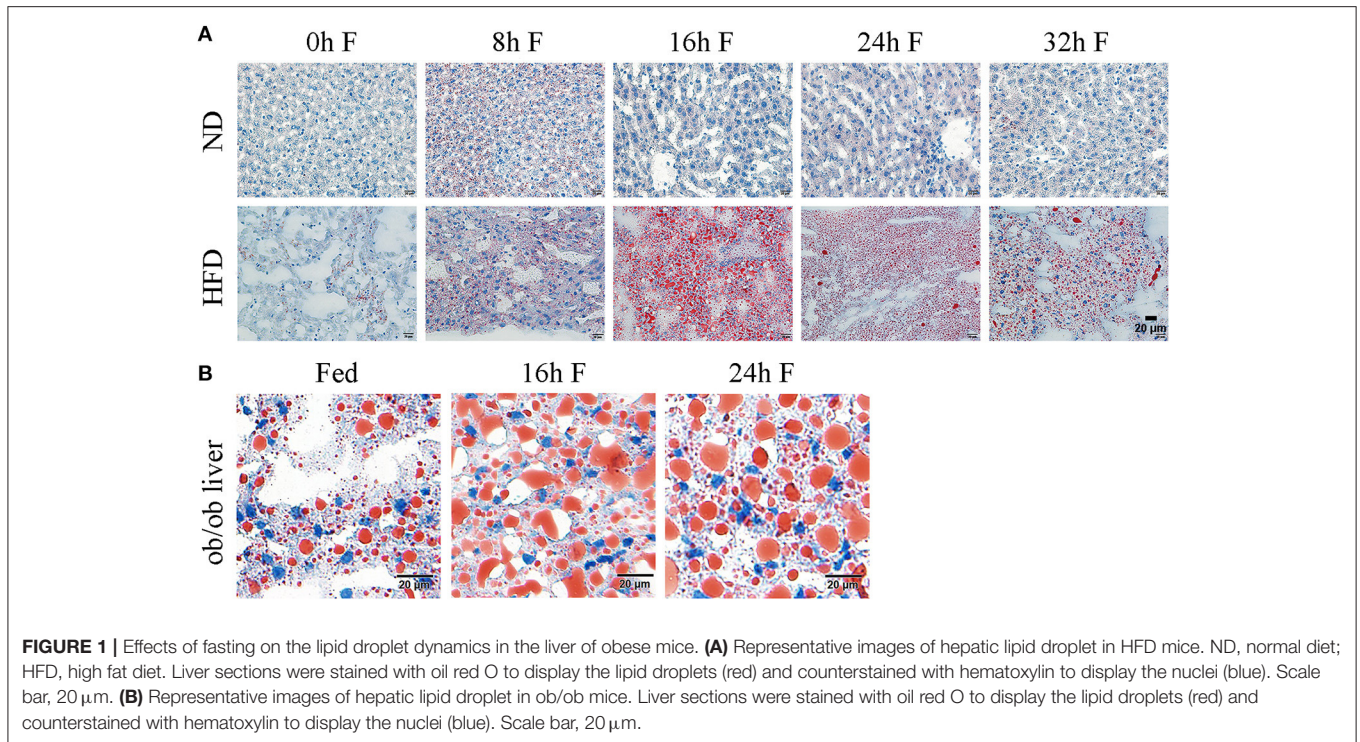 A
0h F 8h F 16h F 24h F 32h F
ND
HFD
20 µm
B
Fed 16h F 24h F
ob/ob liver
20 µm 20 µm 20 µm
FIGURE 1 | Effects of fasting on the lipid droplet dynamics in the liver of obese mice. (A) Representative images of hepatic lipid droplet in HFD mice. ND, normal diet;
HFD, high fat diet. Liver sections were stained with oil red O to display the lipid droplets (red) and counterstained with hematoxylin to display the nuclei (blue). Scale
bar, 20 µm. (B) Representative images of hepatic lipid droplet in ob/ob mice. Liver sections were stained with oil red O to display the lipid droplets (red) and
counterstained with hematoxylin to display the nuclei (blue). Scale bar, 20 µm.